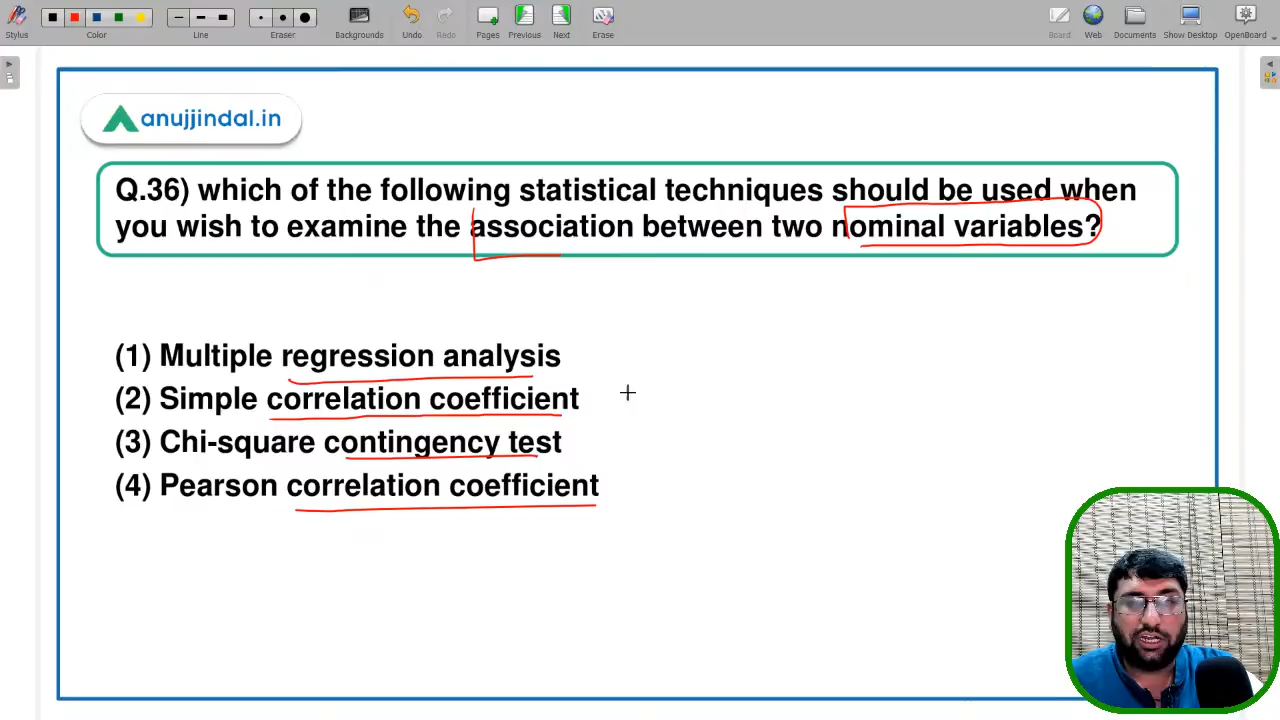 Stylus
Color
Line
Eraser
Backgrounds
Undo
Redo
Pages
Previous
Next
Erase
Board
Web
Documents
Show Desktop
OpenBoard
anujjindal.in
Q.36) which of the following statistical techniques should be used when
you wish to examine the association between two nominal variables?
(1) Multiple regression analysis
(2) Simple correlation coefficient
(3) Chi-square contingency test
(4) Pearson correlation coefficient